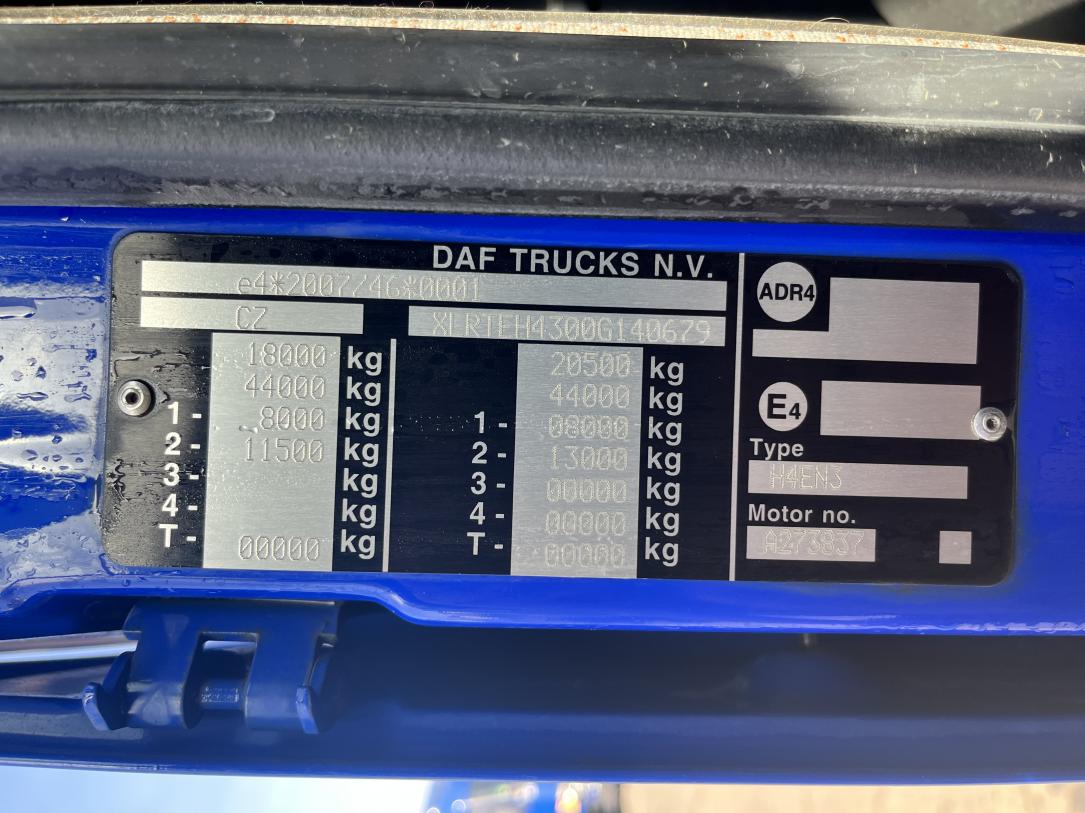 DAF TRUCKS N.V.
e4*2007/46*0001
CZ
XLRTEH4300G140679
18000 kg
44000 kg
1- 8000 kg
2- 11500 kg
3- kg
4- kg
T- 00000 kg
20500 kg
44000 kg
1- 08000 kg
2- 13000 kg
3- 00000 kg
4- 00000 kg
T- 00000 kg
ADR4
E4
Type
H4EN3
Motor no.
A273837